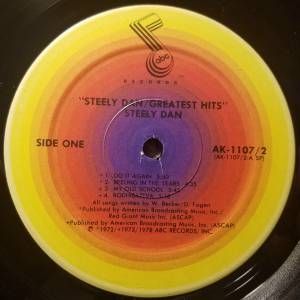 abc
RECORDS
"STEELY DAN/GREATEST HITS"
STEELY DAN
SIDE ONE
AK-1107/2
(AK-1107/2-A SP)
• 1. DO IT AGAIN 5:50
• 2. REELING IN THE YEARS 4:35
• 3. MY OLD SCHOOL 5:42
• 4. BODHISATTVA 5:16
All songs written by W. Becker/D. Fagen
•Published by American Broadcasting Music, Inc./
Red Giant Music Inc. (ASCAP)
•Published by American Broadcasting Music, Inc. (ASCAP)
℗ 1972/1973/1978 ABC RECORDS, INC.